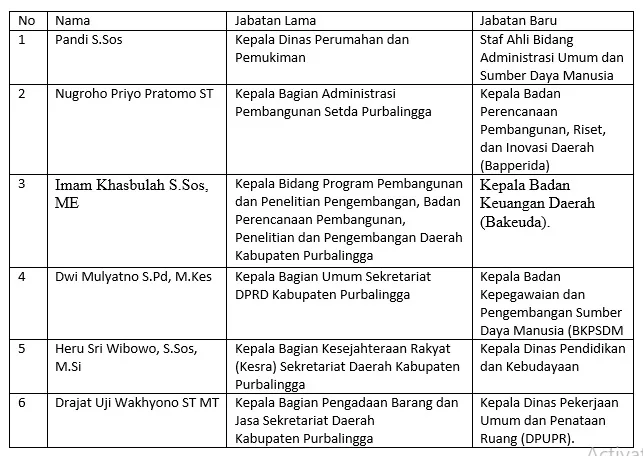 No Nama Jabatan Lama Jabatan Baru
1 Pandi S.Sos Kepala Dinas Perumahan dan Staf Ahli Bidang
Pemukiman Administrasi Umum dan
Sumber Daya Manusia
2 Nugroho Priyo Pratomo ST Kepala Bagian Administrasi Kepala Badan
Pembangunan Setda Purbalingga Perencanaan
Pembangunan, Riset,
dan Inovasi Daerah
(Bapperida)
3 Imam Khasbulah S.Sos, Kepala Bidang Program Pembangunan Kepala Badan
ME dan Penelitian Pengembangan, Badan Keuangan Daerah
Perencanaan Pembangunan, (Bakeuda).
Penelitian dan Pengembangan Daerah
Kabupaten Purbalingga
4 Dwi Mulyatno S.Pd, M.Kes Kepala Bagian Umum Sekretariat Kepala Badan
DPRD Kabupaten Purbalingga Kepegawaian dan
Pengembangan Sumber
Daya Manusia (BKPSDM
5 Heru Sri Wibowo, S.Sos, Kepala Bagian Kesejahteraan Rakyat Kepala Dinas Pendidikan
M.Si (Kesra) Sekretariat Daerah Kabupaten dan Kebudayaan
Purbalingga
6 Drajat Uji Wakhyono ST MT Kepala Bagian Pengadaan Barang dan Kepala Dinas Pekerjaan
Jasa Sekretariat Daerah Umum dan Penataan
Kabupaten Purbalingga Ruang (DPUPR).